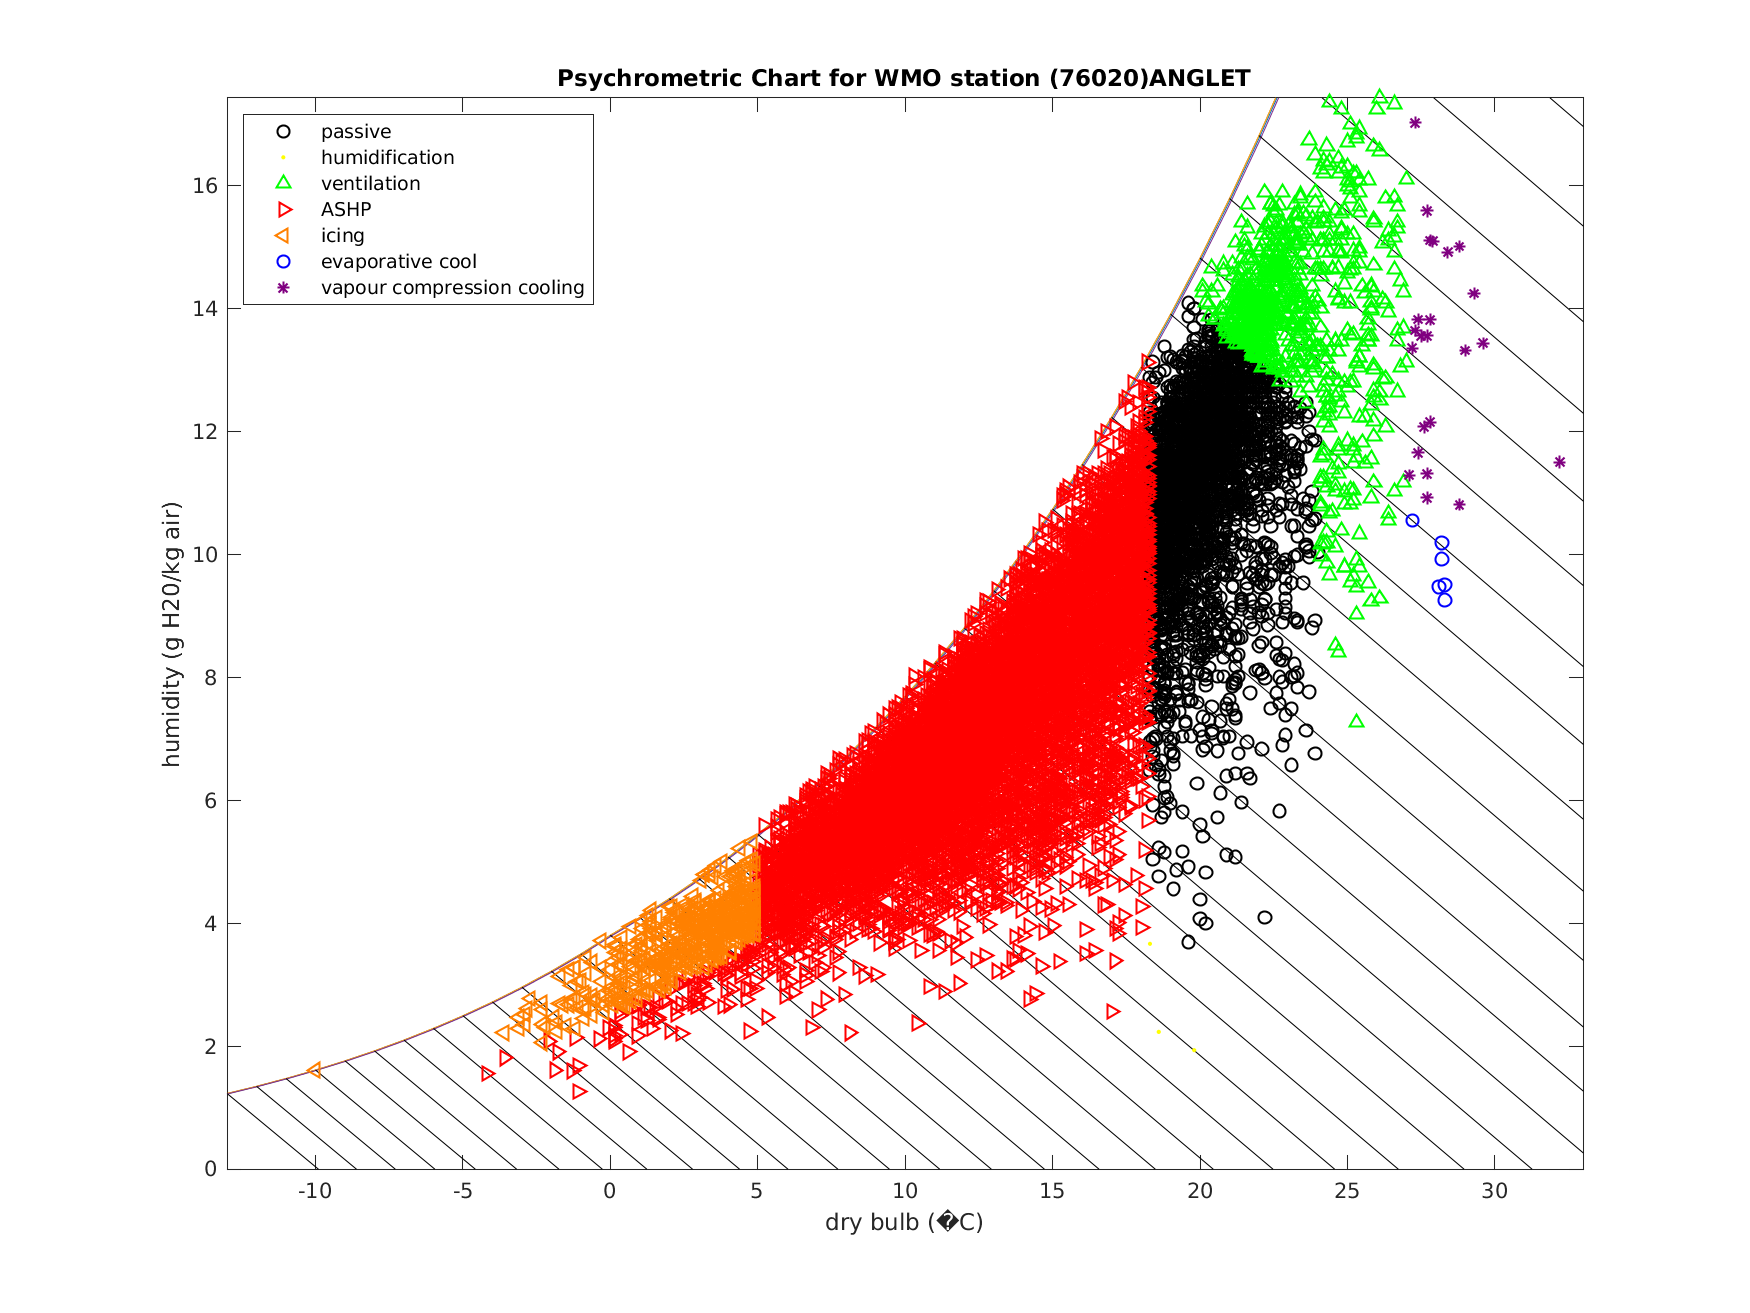 Psychrometric Chart for WMO station (76020)ANGLET
passive
humidification
ventilation
ASHP
icing
evaporative cool
vapour compression cooling
humidity (g H20/kg air)
16
14
12
10
8
6
4
2
0
-10 -5 0 5 10 15 20 25 30
dry bulb (�C)